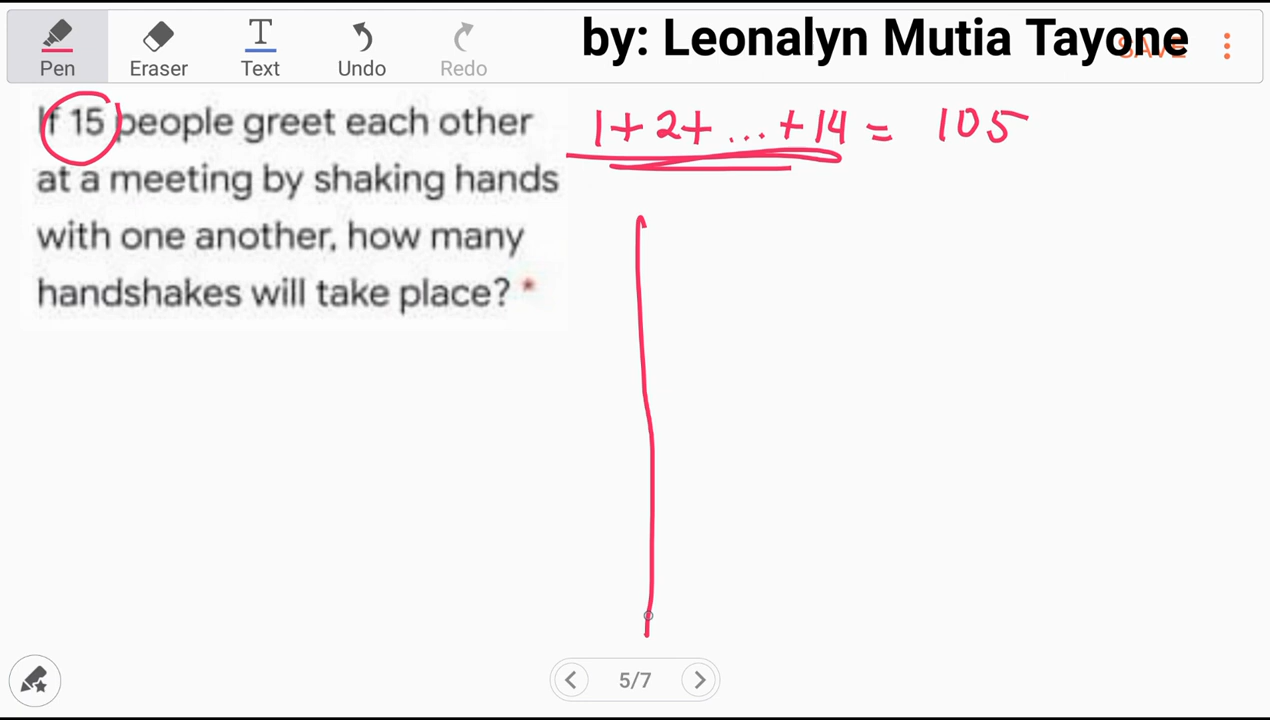 by: Leonalyn Mutia Tayone
Pen Eraser Text Undo Redo SAVE
If 15 people greet each other
at a meeting by shaking hands
with one another, how many
handshakes will take place? *
1+2+...+14 = 105
5/7